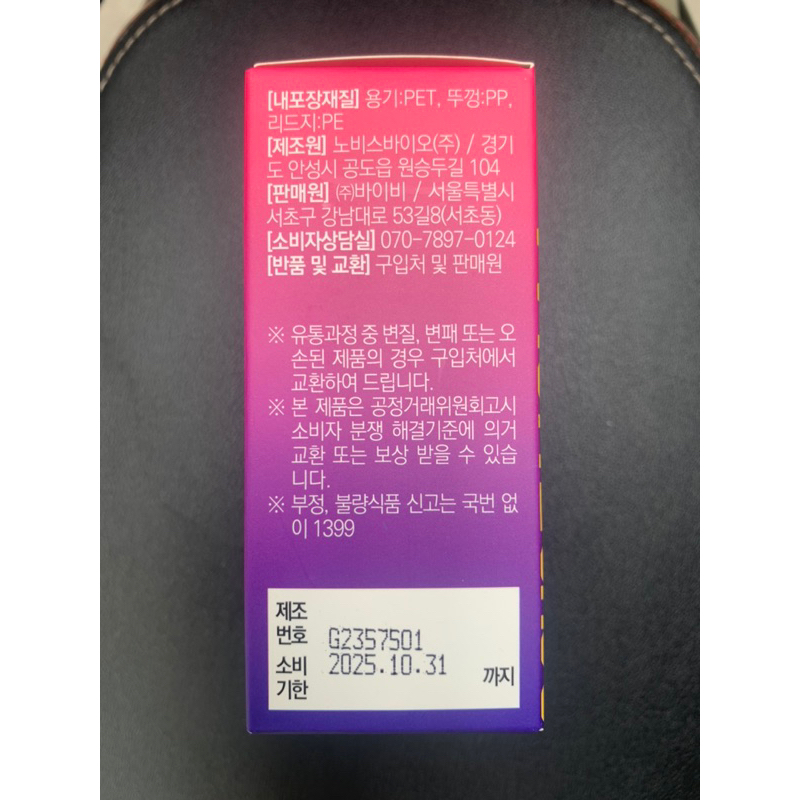 [내포장재질] 용기:PET, 뚜껑:PP,
리드지:PE
[제조원] 노비스바이오(주) / 경기
도 안성시 공도읍 원승두길 104
[판매원] ㈜바이비 / 서울특별시
서초구 강남대로 53길8(서초동)
[소비자상담실] 070-7897-0124
[반품 및 교환] 구입처 및 판매원
※ 유통과정 중 변질, 변패 또는 오
손된 제품의 경우 구입처에서
교환하여 드립니다.
※ 본 제품은 공정거래위원회고시
소비자 분쟁 해결기준에 의거
교환 또는 보상 받을 수 있습
니다.
※ 부정, 불량식품 신고는 국번 없
이 1399
제조
번호 G2357501
소비 2025.10.31
기한 까지